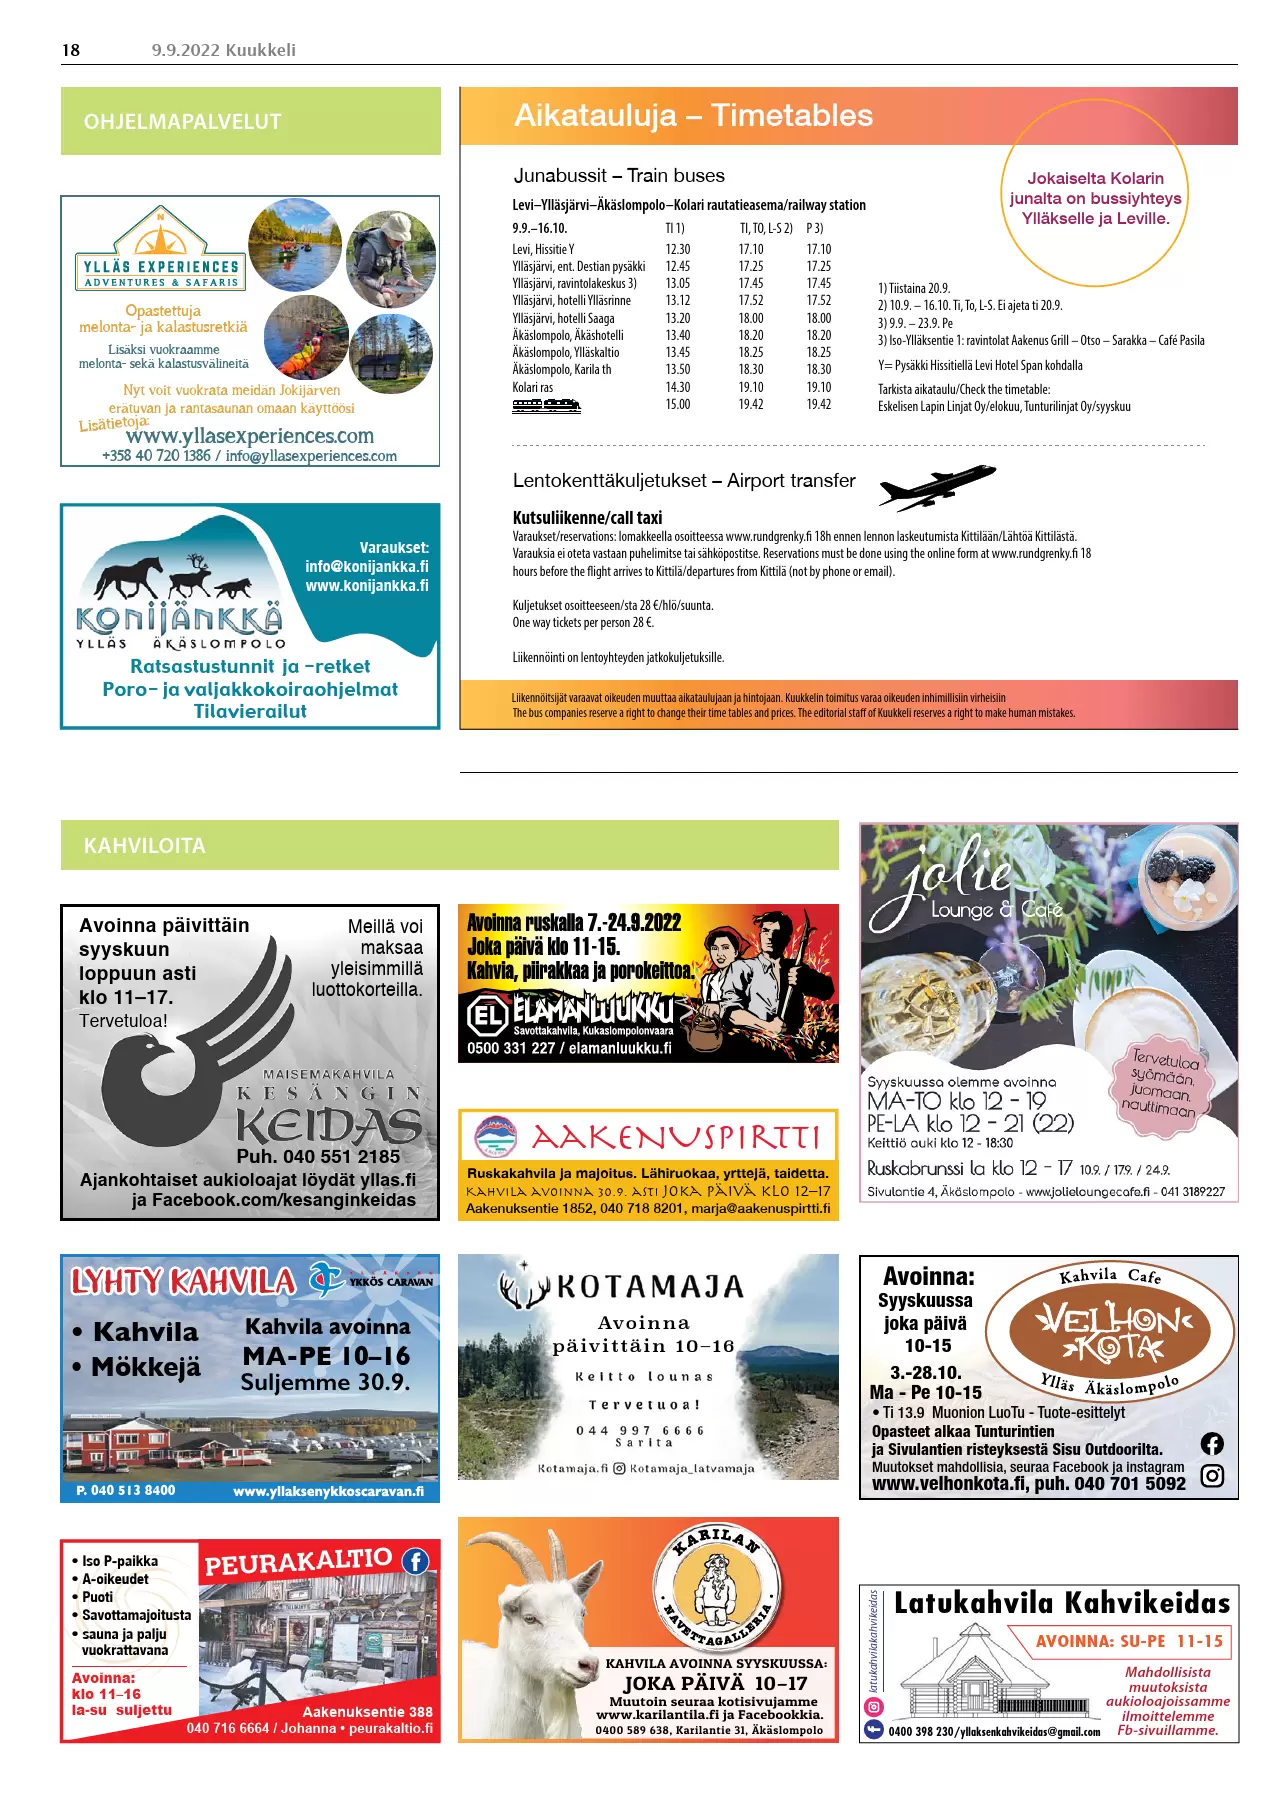 18 9.9.2022 Kuukkeli
OHJELMAPALVELUT
N
YLLÄS EXPERIENCES
ADVENTURES & SAFARIS
Opastettuja
melonta- ja kalastusretkiä
Lisäksi vuokraamme
melonta- sekä kalastusvälineitä
Nyt voit vuokrata meidän Jokijärven
erätuvan ja rantasaunan omaan käyttöösi
Lisätietoja:
www.yllasexperiences.com
+358 40 720 1386 / info@yllasexperiences.com
Varaukset:
info@konijankka.fi
www.konijankka.fi
KONIJÄNKKÄ
YLLÄS ÄKÄSLOMPOLO
Ratsastustunnit ja -retket
Poro- ja valjakkokoiraohjelmat
Tilavierailut
Aikatauluja – Timetables
Jokaiselta Kolarin
junalta on bussiyhteys
Ylläkselle ja Leville.
Junabussit – Train buses
Levi–Ylläsjärvi–Äkäslompolo–Kolari rautatieasema/railway station
9.9.–16.10. TI 1) TI, TO, L-S 2) P 3)
Levi, Hissitie Y 12.30 17.10 17.10
Ylläsjärvi, ent. Destian pysäkki 12.45 17.25 17.25
Ylläsjärvi, ravintolakeskus 3) 13.05 17.45 17.45
Ylläsjärvi, hotelli Ylläsrinne 13.12 17.52 17.52
Ylläsjärvi, hotelli Saaga 13.20 18.00 18.00
Äkäslompolo, Äkäshotelli 13.40 18.20 18.20
Äkäslompolo, Ylläskaltio 13.45 18.25 18.25
Äkäslompolo, Karila th 13.50 18.30 18.30
Kolari ras 14.30 19.10 19.10
15.00 19.42 19.42
1) Tiistaina 20.9.
2) 10.9. – 16.10. Ti, To, L-S. Ei ajeta ti 20.9.
3) 9.9. – 23.9. Pe
3) Iso-Ylläksentie 1: ravintolat Aakenus Grill – Otso – Sarakka – Café Pasila
Y= Pysäkki Hissitiellä Levi Hotel Span kohdalla
Tarkista aikataulu/Check the timetable:
Eskelisen Lapin Linjat Oy/elokuu, Tunturilinjat Oy/syyskuu
Lentokenttäkuljetukset – Airport transfer
Kutsuliikenne/call taxi
Varaukset/reservations: lomakkeella osoitteessa www.rundgrenky.fi 18h ennen lennon laskeutumista Kittilään/Lähtöä Kittilästä.
Varauksia ei oteta vastaan puhelimitse tai sähköpostitse. Reservations must be done using the online form at www.rundgrenky.fi 18
hours before the flight arrives to Kittilä/departures from Kittilä (not by phone or email).
Kuljetukset osoitteeseen/sta 28 €/hlö/suunta.
One way tickets per person 28 €.
Liikennöinti on lentoyhteyden jatkokuljetuksille.
Liikennöitsijät varaavat oikeuden muuttaa aikataulujaan ja hintojaan. Kuukkelin toimitus varaa oikeuden inhimillisiin virheisiin
The bus companies reserve a right to change their time tables and prices. The editorial staff of Kuukkeli reserves a right to make human mistakes.
KAHVILOITA
Avoinna päivittäin
syyskuun
loppuun asti
klo 11–17.
Tervetuloa!
Meillä voi
maksaa
yleisimmillä
luottokorteilla.
MAISEMAKAHVILA
KESÄNGIN
KEIDAS
Puh. 040 551 2185
Ajankohtaiset aukioloajat löydät yllas.fi
ja Facebook.com/kesanginkeidas
Avoinna ruskalla 7.-24.9.2022
Joka päivä klo 11-15.
Kahvia, piirakkaa ja porokeittoa.
EL ELÄMÄNLUUKKU
Savottakahvila, Kukaslompolonvaara
0500 331 227 / elamanluukku.fi
AAKENUSPIRTTI
Ruskakahvila ja majoitus. Lähiruokaa, yrttejä, taidetta.
KAHVILA AVOINNA 30.9. ASTI JOKA PÄIVÄ KLO 12–17
Aakenuksentie 1852, 040 718 8201, marja@aakenuspirtti.fi
jolie
Lounge & Café
Tervetuloa
syömään,
juomaan,
nauttimaan
Syyskuussa olemme avoinna
MA-TO klo 12 - 19
PE-LA klo 12 - 21 (22)
Keittiö auki klo 12 - 18:30
Ruskabrunssi la klo 12 - 17 10.9. / 17.9. / 24.9.
Sivulantie 4, Äkäslompolo - www.jolieloungecafe.fi - 041 3189227
LYHTY KAHVILA
YKKÖS CARAVAN
• Kahvila
• Mökkejä
Kahvila avoinna
MA-PE 10–16
Suljemme 30.9.
P. 040 513 8400 www.yllaksenykkoscaravan.fi
KOTAMAJA
Avoinna
päivittäin 10–16
Keitto lounas
Tervetuoa!
044 997 6666
Sarita
Kotamaja.fi Kotamaja_latvamaja
Avoinna:
Syyskuussa
joka päivä
10-15
3.-28.10.
Ma - Pe 10-15
Kahvila Cafe
VELHON
KOTA
Ylläs Äkäslompolo
• Ti 13.9 Muonion LuoTu - Tuote-esittelyt
Opasteet alkaa Tunturintien
ja Sivulantien risteyksestä Sisu Outdoorilta.
Muutokset mahdollisia, seuraa Facebook ja instagram
www.velhonkota.fi, puh. 040 701 5092
• Iso P-paikka
• A-oikeudet
• Puoti
• Savottamajoitusta
• sauna ja palju
vuokrattavana
Avoinna:
klo 11–16
la-su suljettu
PEURAKALTIO
Aakenuksentie 388
040 716 6664 / Johanna • peurakaltio.fi
KARILAN
NAVETTAGALLERIA
KAHVILA AVOINNA SYYSKUUSSA:
JOKA PÄIVÄ 10–17
Muutoin seuraa kotisivujamme
www.karilantila.fi ja Facebookkia.
0400 589 638, Karilantie 31, Äkäslompolo
latukahvilakahvikeidas
Latukahvila Kahvikeidas
AVOINNA: SU-PE 11-15
Mahdollisista
muutoksista
aukioloajoissamme
ilmoittelemme
Fb-sivuillamme.
0400 398 230/yllaksenkahvikeidas@gmail.com